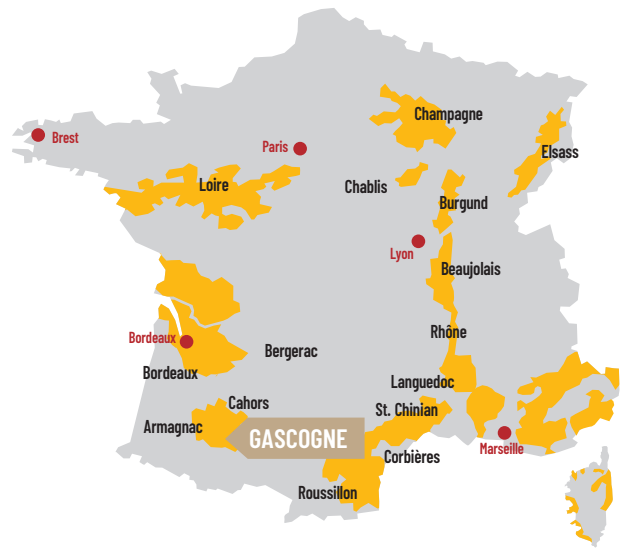 Champagne
Brest
Paris
Elsass
Loire
Chablis
Burgund
Lyon
Beaujolais
Rhône
Bordeaux
Bergerac
Bordeaux
Languedoc
Cahors
St. Chinian
Armagnac
GASCOGNE
Marseille
Corbières
Roussillon